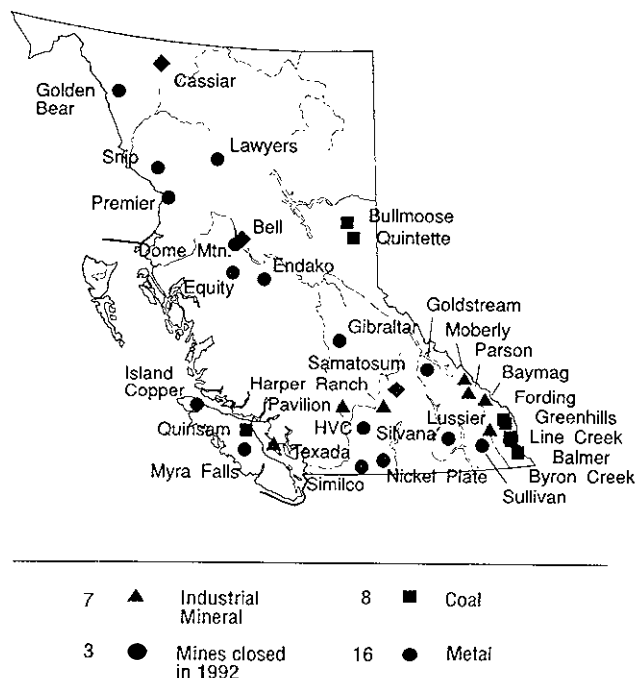 Cassiar
Golden
Bear
Lawyers
Snip
Premier
Bell
Bullmoose
Quintette
Dome Mtn.
Endako
Equity
Goldstream
Gibraltar
Moberly
Parson
Samatosum
Baymag
Island
Copper
Harper Ranch
Fording
Pavilion
Greenhills
Lussier
HVC
Silvana
Line Creek
Quinsam
Texada
Balmer
Myra Falls
Nickel Plate
Byron Creek
Similco
Sullivan
7 Industrial
Mineral
8 Coal
3 Mines closed
in 1992
16 Metal